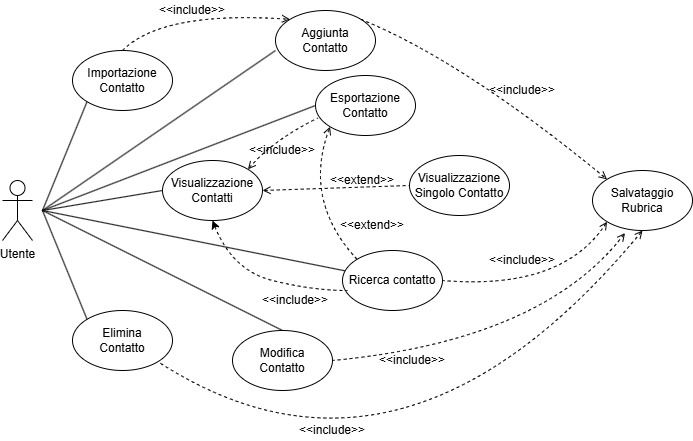 <<include>>
Aggiunta
Contatto
Importazione
Contatto
<<include>>
Esportazione
Contatto
<<include>>
Visualizzazione
Contatti
<<extend>>
Visualizzazione
Singolo Contatto
Salvataggio
Rubrica
Utente
<<extend>>
<<include>>
Ricerca contatto
<<include>>
Elimina
Contatto
Modifica
Contatto
<<include>>
<<include>>